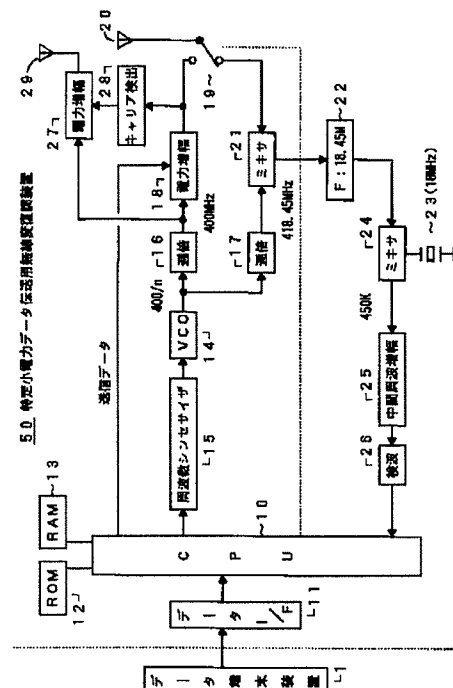 50 特定小電力データ伝送用無線変復調装置
データ端末装置
1
データI/F
11
ROM
12
RAM
13
CPU
10
送信データ
周波数シンセサイザ
15
VCO
14
400/n
逓倍
16
400MHz
電力増幅
18
キャリア検出
28
電力増幅
27
29
20
19
逓倍
17
418.45MHz
ミキサ
21
F:18.45M
22
ミキサ
24
23(18MHz)
450K
中間周波増幅
25
検波
26